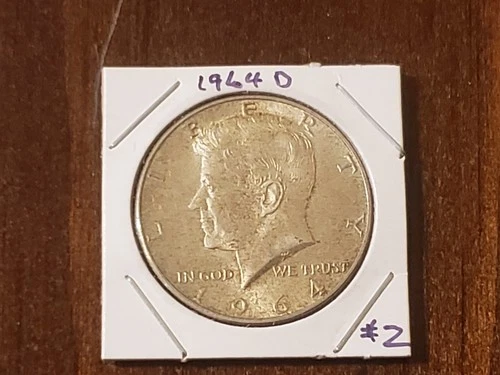 1964 D
LIBERTY
IN GOD WE TRUST
1964
#2